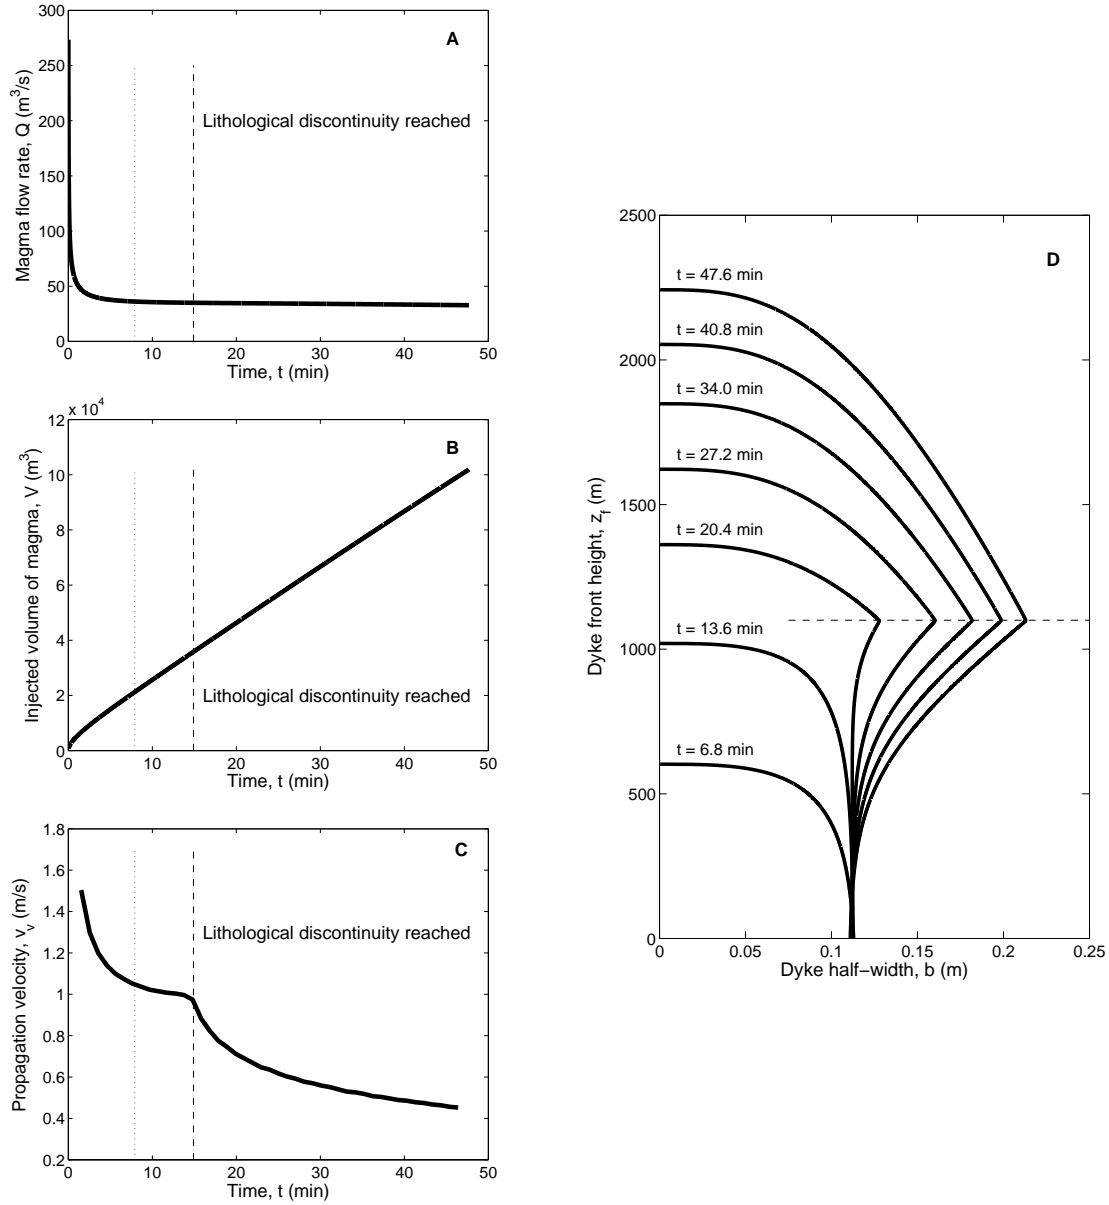 A
300
250
200
150
100
50
0
Magma flow rate, Q (m³/s)
Lithological discontinuity reached
0 10 20 30 40 50
Time, t (min)
x 10⁴
B
12
10
8
6
4
2
0
Injected volume of magma, V (m³)
Lithological discontinuity reached
0 10 20 30 40 50
Time, t (min)
C
1.8
1.6
1.4
1.2
1
0.8
0.6
0.4
0.2
Propagation velocity, vᵥ (m/s)
Lithological discontinuity reached
0 10 20 30 40 50
Time, t (min)
D
2500
2000
1500
1000
500
0
Dyke front height, z_f (m)
t = 47.6 min
t = 40.8 min
t = 34.0 min
t = 27.2 min
t = 20.4 min
t = 13.6 min
t = 6.8 min
0 0.05 0.1 0.15 0.2 0.25
Dyke half−width, b (m)